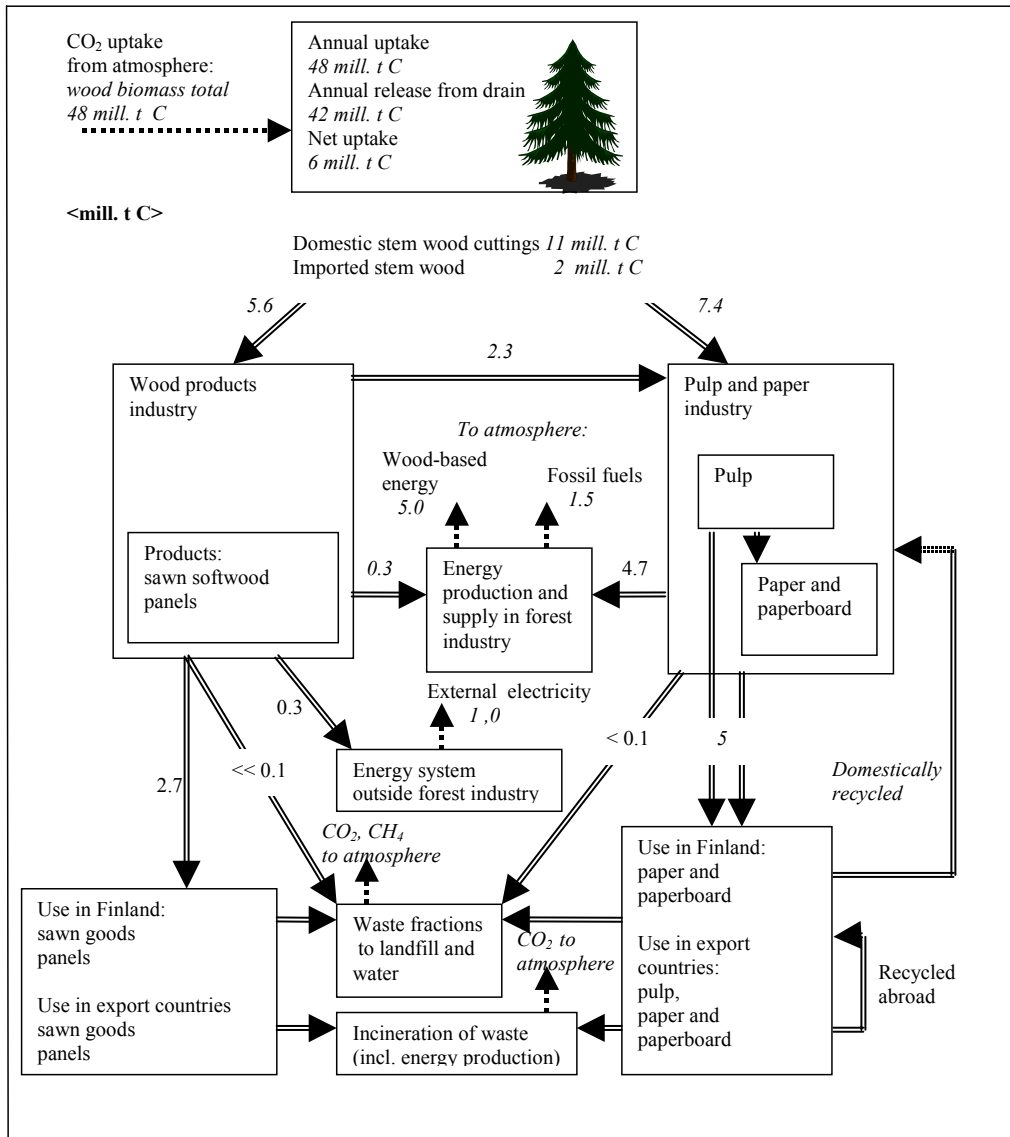 CO₂ uptake
from atmosphere:
wood biomass total
48 mill. t C
Annual uptake
48 mill. t C
Annual release from drain
42 mill. t C
Net uptake
6 mill. t C
<mill. t C>
Domestic stem wood cuttings 11 mill. t C
Imported stem wood 2 mill. t C
5.6
7.4
2.3
Wood products
industry
Pulp and paper
industry
To atmosphere:
Wood-based
energy
5.0
Fossil fuels
1.5
Pulp
Products:
sawn softwood
panels
0.3
Energy
production and
supply in forest
industry
4.7
Paper and
paperboard
External electricity
1 ,0
0.3
<< 0.1
2.7
Energy system
outside forest industry
< 0.1
5
Domestically
recycled
CO₂, CH₄
to atmosphere
Use in Finland:
sawn goods
panels
Use in export countries
sawn goods
panels
Waste fractions
to landfill and
water
CO₂ to
atmosphere
Incineration of waste
(incl. energy production)
Use in Finland:
paper and
paperboard
Use in export
countries:
pulp,
paper and
paperboard
Recycled
abroad